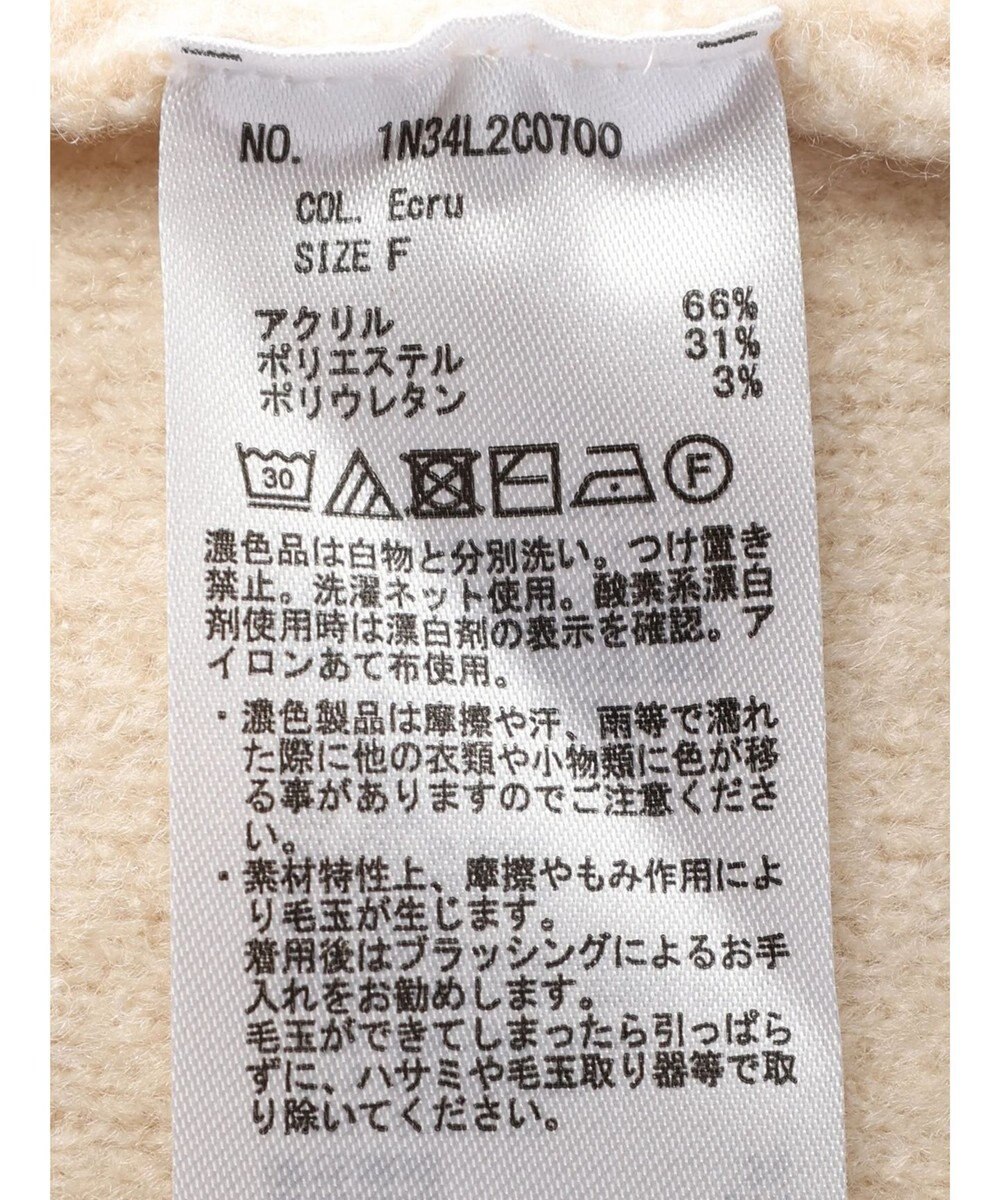 NO. 1N34L2C0700
COL. Ecru
SIZE F
アクリル 66%
ポリエステル 31%
ポリウレタン 3%
30 F
濃色品は白物と分別洗い。つけ置き
禁止。洗濯ネット使用。酸素系漂白
剤使用時は漂白剤の表示を確認。ア
イロンあて布使用。
・濃色製品は摩擦や汗、雨等で濡れ
た際に他の衣類や小物類に色が移
る事がありますのでご注意くださ
い。
・素材特性上、摩擦やもみ作用によ
り毛玉が生じます。
着用後はブラッシングによるお手
入れをお勧めします。
毛玉ができてしまったら引っぱら
ずに、ハサミや毛玉取り器等で取
り除いてください。